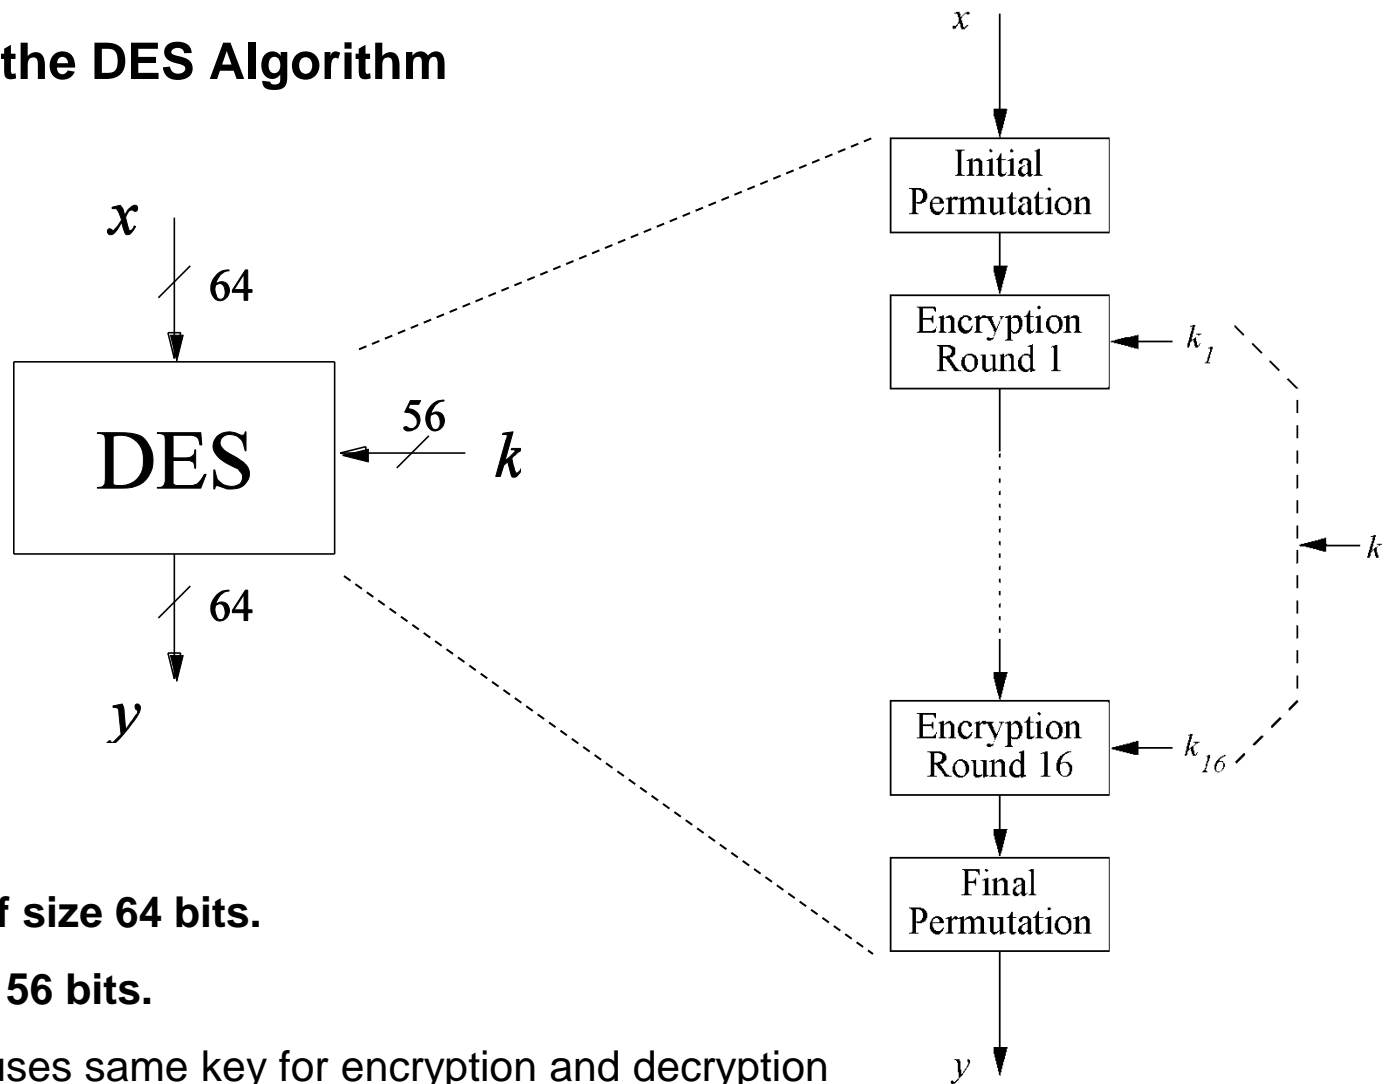 the DES Algorithm
x
64
DES
56
k
64
y
x
Initial
Permutation
Encryption
Round 1
k1
k
Encryption
Round 16
k16
Final
Permutation
y
f size 64 bits.
56 bits.
uses same key for encryption and decryption